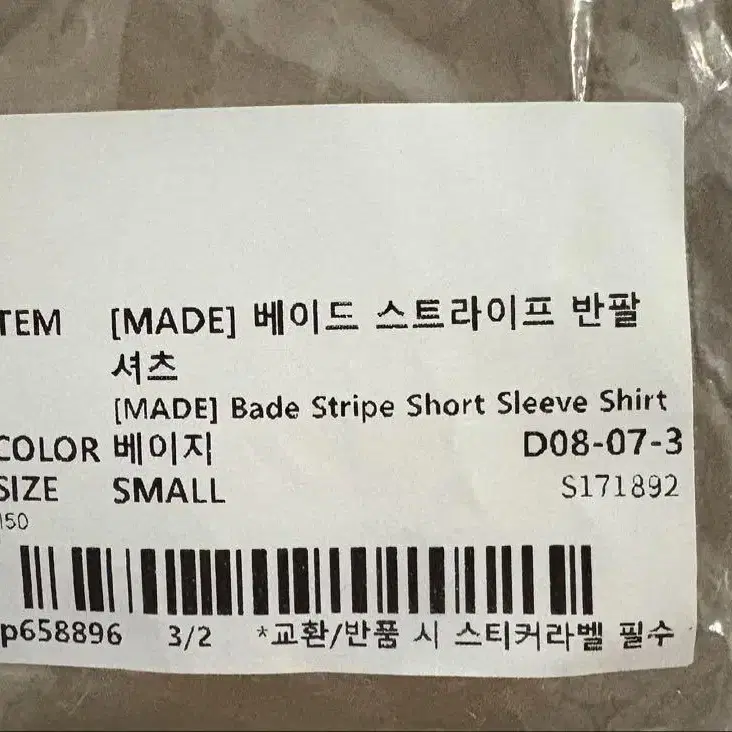 TEM [MADE] 베이드 스트라이프 반팔
셔츠
[MADE] Bade Stripe Short Sleeve Shirt
COLOR 베이지 D08-07-3
SIZE SMALL S171892
150
p658896 3/2 *교환/반품 시 스티커라벨 필수